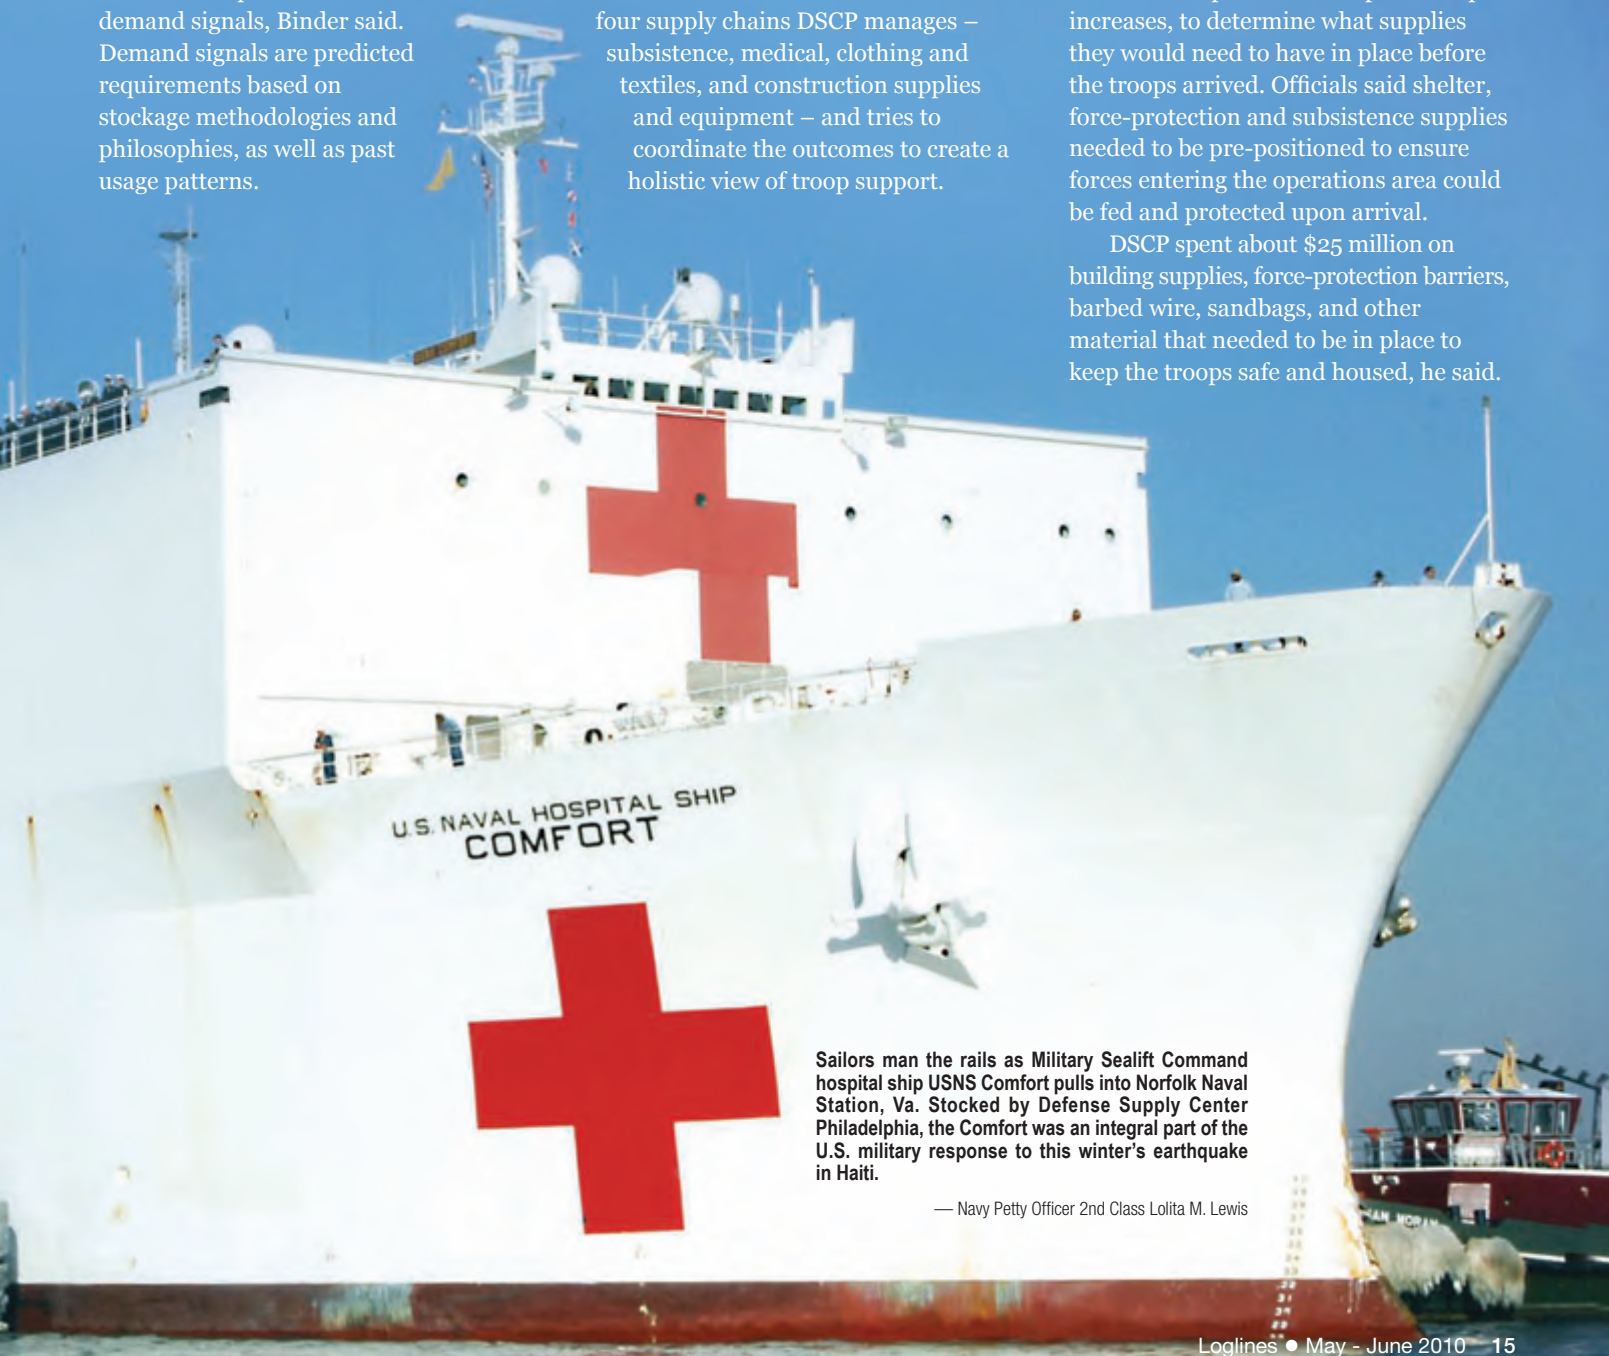 demand signals, Binder said.
Demand signals are predicted
requirements based on
stockage methodologies and
philosophies, as well as past
usage patterns.
four supply chains DSCP manages –
subsistence, medical, clothing and
textiles, and construction supplies
and equipment – and tries to
coordinate the outcomes to create a
holistic view of troop support.
increases, to determine what supplies
they would need to have in place before
the troops arrived. Officials said shelter,
force-protection and subsistence supplies
needed to be pre-positioned to ensure
forces entering the operations area could
be fed and protected upon arrival.
DSCP spent about $25 million on
building supplies, force-protection barriers,
barbed wire, sandbags, and other
material that needed to be in place to
keep the troops safe and housed, he said.
U.S. NAVAL HOSPITAL SHIP
COMFORT
Sailors man the rails as Military Sealift Command
hospital ship USNS Comfort pulls into Norfolk Naval
Station, Va. Stocked by Defense Supply Center
Philadelphia, the Comfort was an integral part of the
U.S. military response to this winter's earthquake
in Haiti.
— Navy Petty Officer 2nd Class Lolita M. Lewis
MORAN
Loglines ● May - June 2010 15